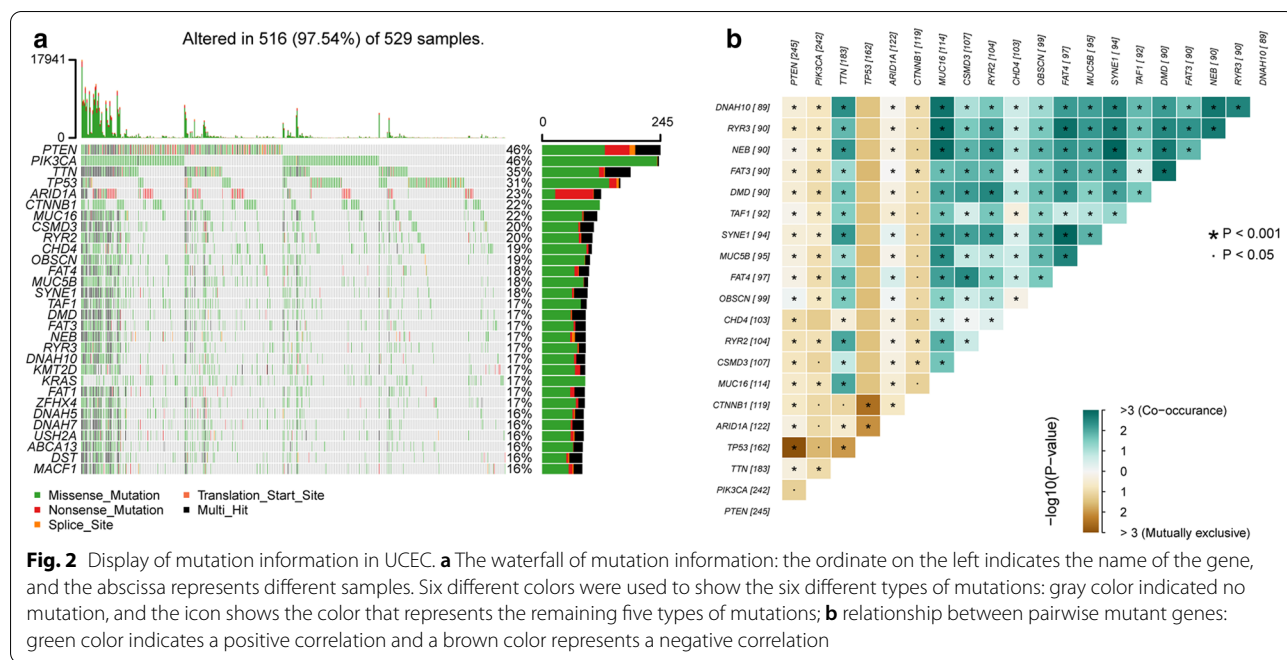 a
Altered in 516 (97.54%) of 529 samples.
17941
0
0 245
PTEN 46%
PIK3CA 46%
TTN 35%
TP53 31%
ARID1A 23%
CTNNB1 22%
MUC16 22%
CSMD3 20%
RYR2 20%
CHD4 19%
OBSCN 19%
FAT4 18%
MUC5B 18%
SYNE1 18%
TAF1 17%
DMD 17%
FAT3 17%
NEB 17%
RYR3 17%
DNAH10 17%
KMT2D 17%
KRAS 17%
FAT1 17%
ZFHX4 17%
DNAH5 16%
DNAH7 16%
USH2A 16%
ABCA13 16%
DST 16%
MACF1 16%
Missense_Mutation
Nonsense_Mutation
Splice_Site
Translation_Start_Site
Multi_Hit
b
PTEN [245]
PIK3CA [242]
TTN [183]
TP53 [162]
ARID1A [122]
CTNNB1 [119]
MUC16 [114]
CSMD3 [107]
RYR2 [104]
CHD4 [103]
OBSCN [99]
FAT4 [97]
MUC5B [95]
SYNE1 [94]
TAF1 [92]
DMD [90]
FAT3 [90]
NEB [90]
RYR3 [90]
DNAH10 [89]
DNAH10 [89]
RYR3 [90]
NEB [90]
FAT3 [90]
DMD [90]
TAF1 [92]
SYNE1 [94]
MUC5B [95]
FAT4 [97]
OBSCN [99]
CHD4 [103]
RYR2 [104]
CSMD3 [107]
MUC16 [114]
CTNNB1 [119]
ARID1A [122]
TP53 [162]
TTN [183]
PIK3CA [242]
PTEN [245]
* P < 0.001
· P < 0.05
−log10(P−value)
>3 (Co−occurance)
2
1
0
1
2
> 3 (Mutually exclusive)
Fig. 2 Display of mutation information in UCEC. a The waterfall of mutation information: the ordinate on the left indicates the name of the gene,
and the abscissa represents different samples. Six different colors were used to show the six different types of mutations: gray color indicated no
mutation, and the icon shows the color that represents the remaining five types of mutations; b relationship between pairwise mutant genes:
green color indicates a positive correlation and a brown color represents a negative correlation